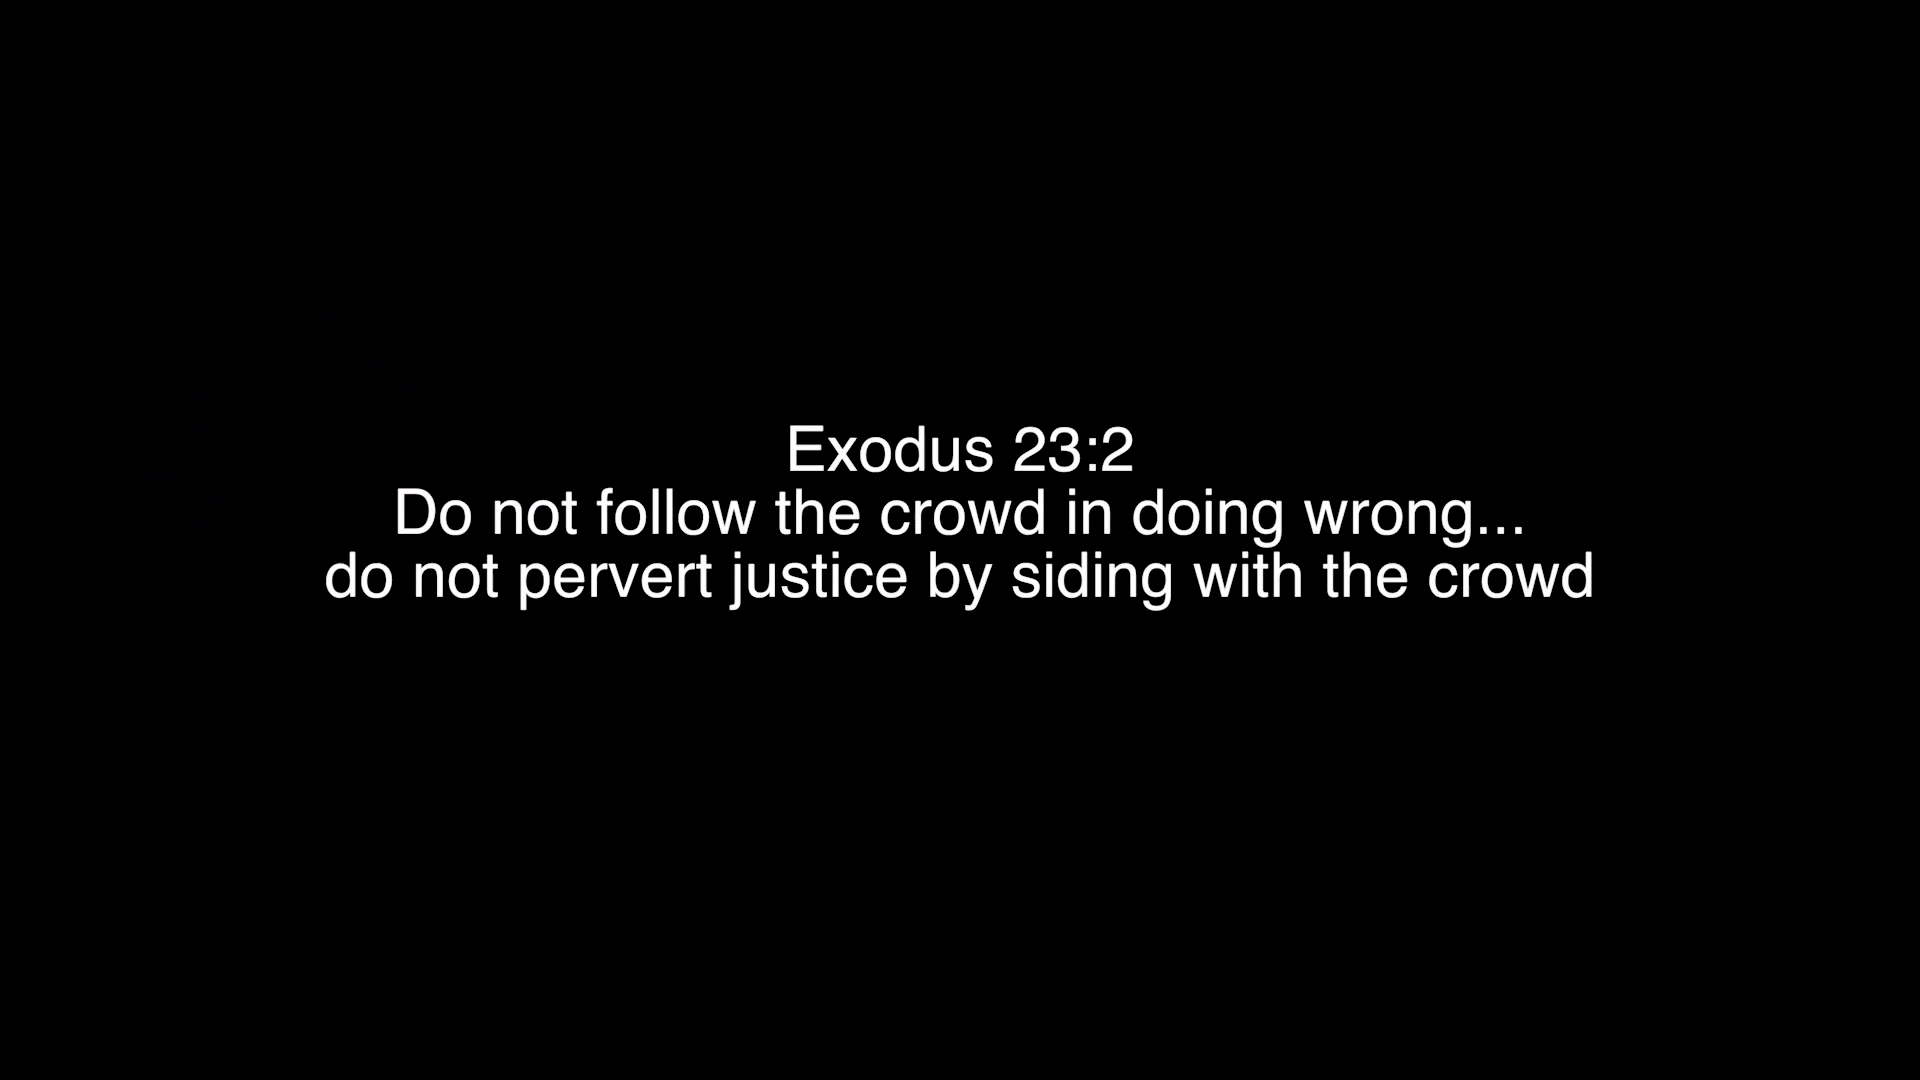 Exodus 23:2
Do not follow the crowd in doing wrong...
do not pervert justice by siding with the crowd